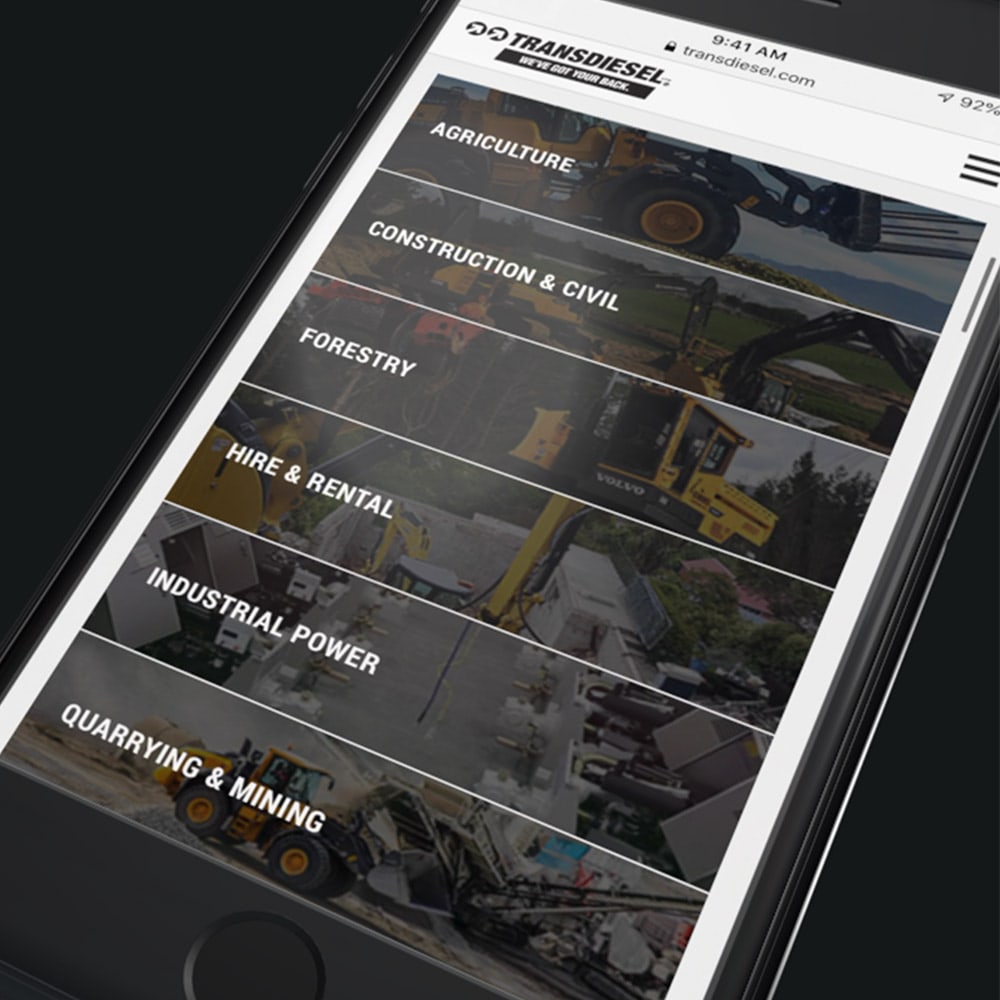 9:41 AM
transdiesel.com
92%
TRANSDIESEL
WE'VE GOT YOUR BACK.
AGRICULTURE
CONSTRUCTION & CIVIL
FORESTRY
VOLVO
HIRE & RENTAL
INDUSTRIAL POWER
QUARRYING & MINING